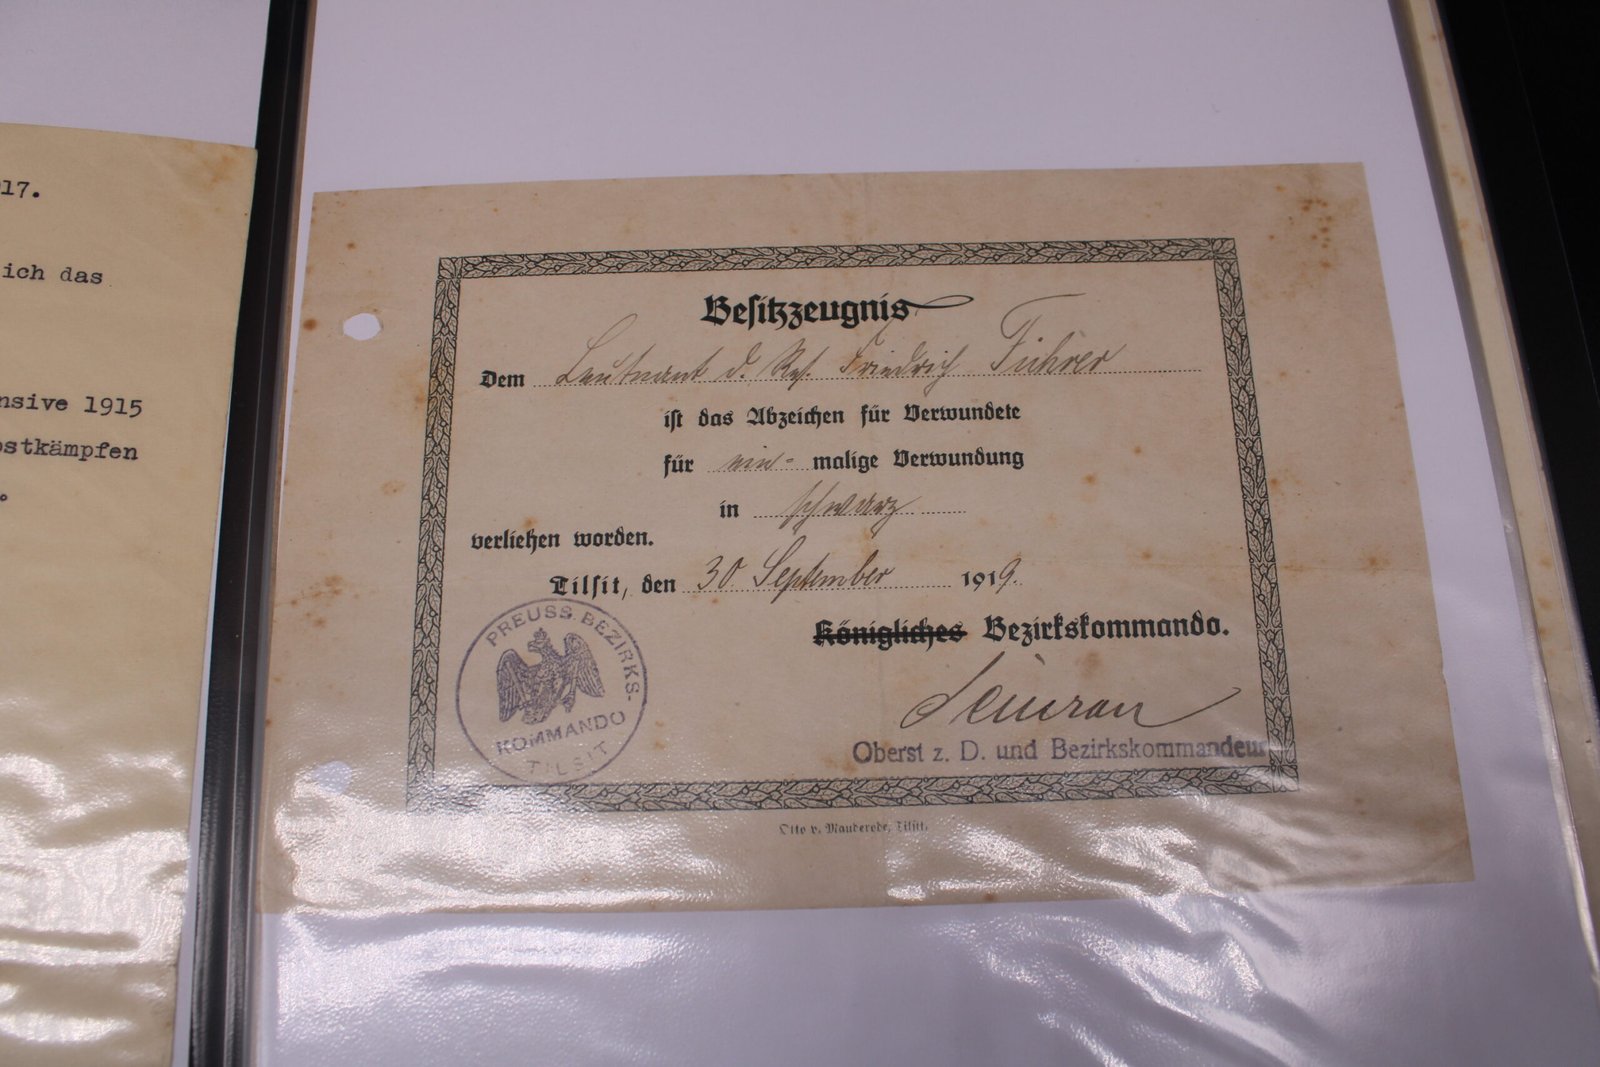 17.
ich das
nsive 1915
ostkämpfen
Besitzzeugnis
Dem Leutnant d. Res. Friedrich Führer
ist das Abzeichen für Verwundete
für ein- malige Verwundung
in schwarz
verliehen worden.
Tilsit, den 30 September 1919.
Königliches Bezirkskommando.
Oberst z. D. und Bezirkskommandeur
PREUSS. BEZIRKS-
KOMMANDO
TILSIT
Otto v. Mauderode, Tilsit.